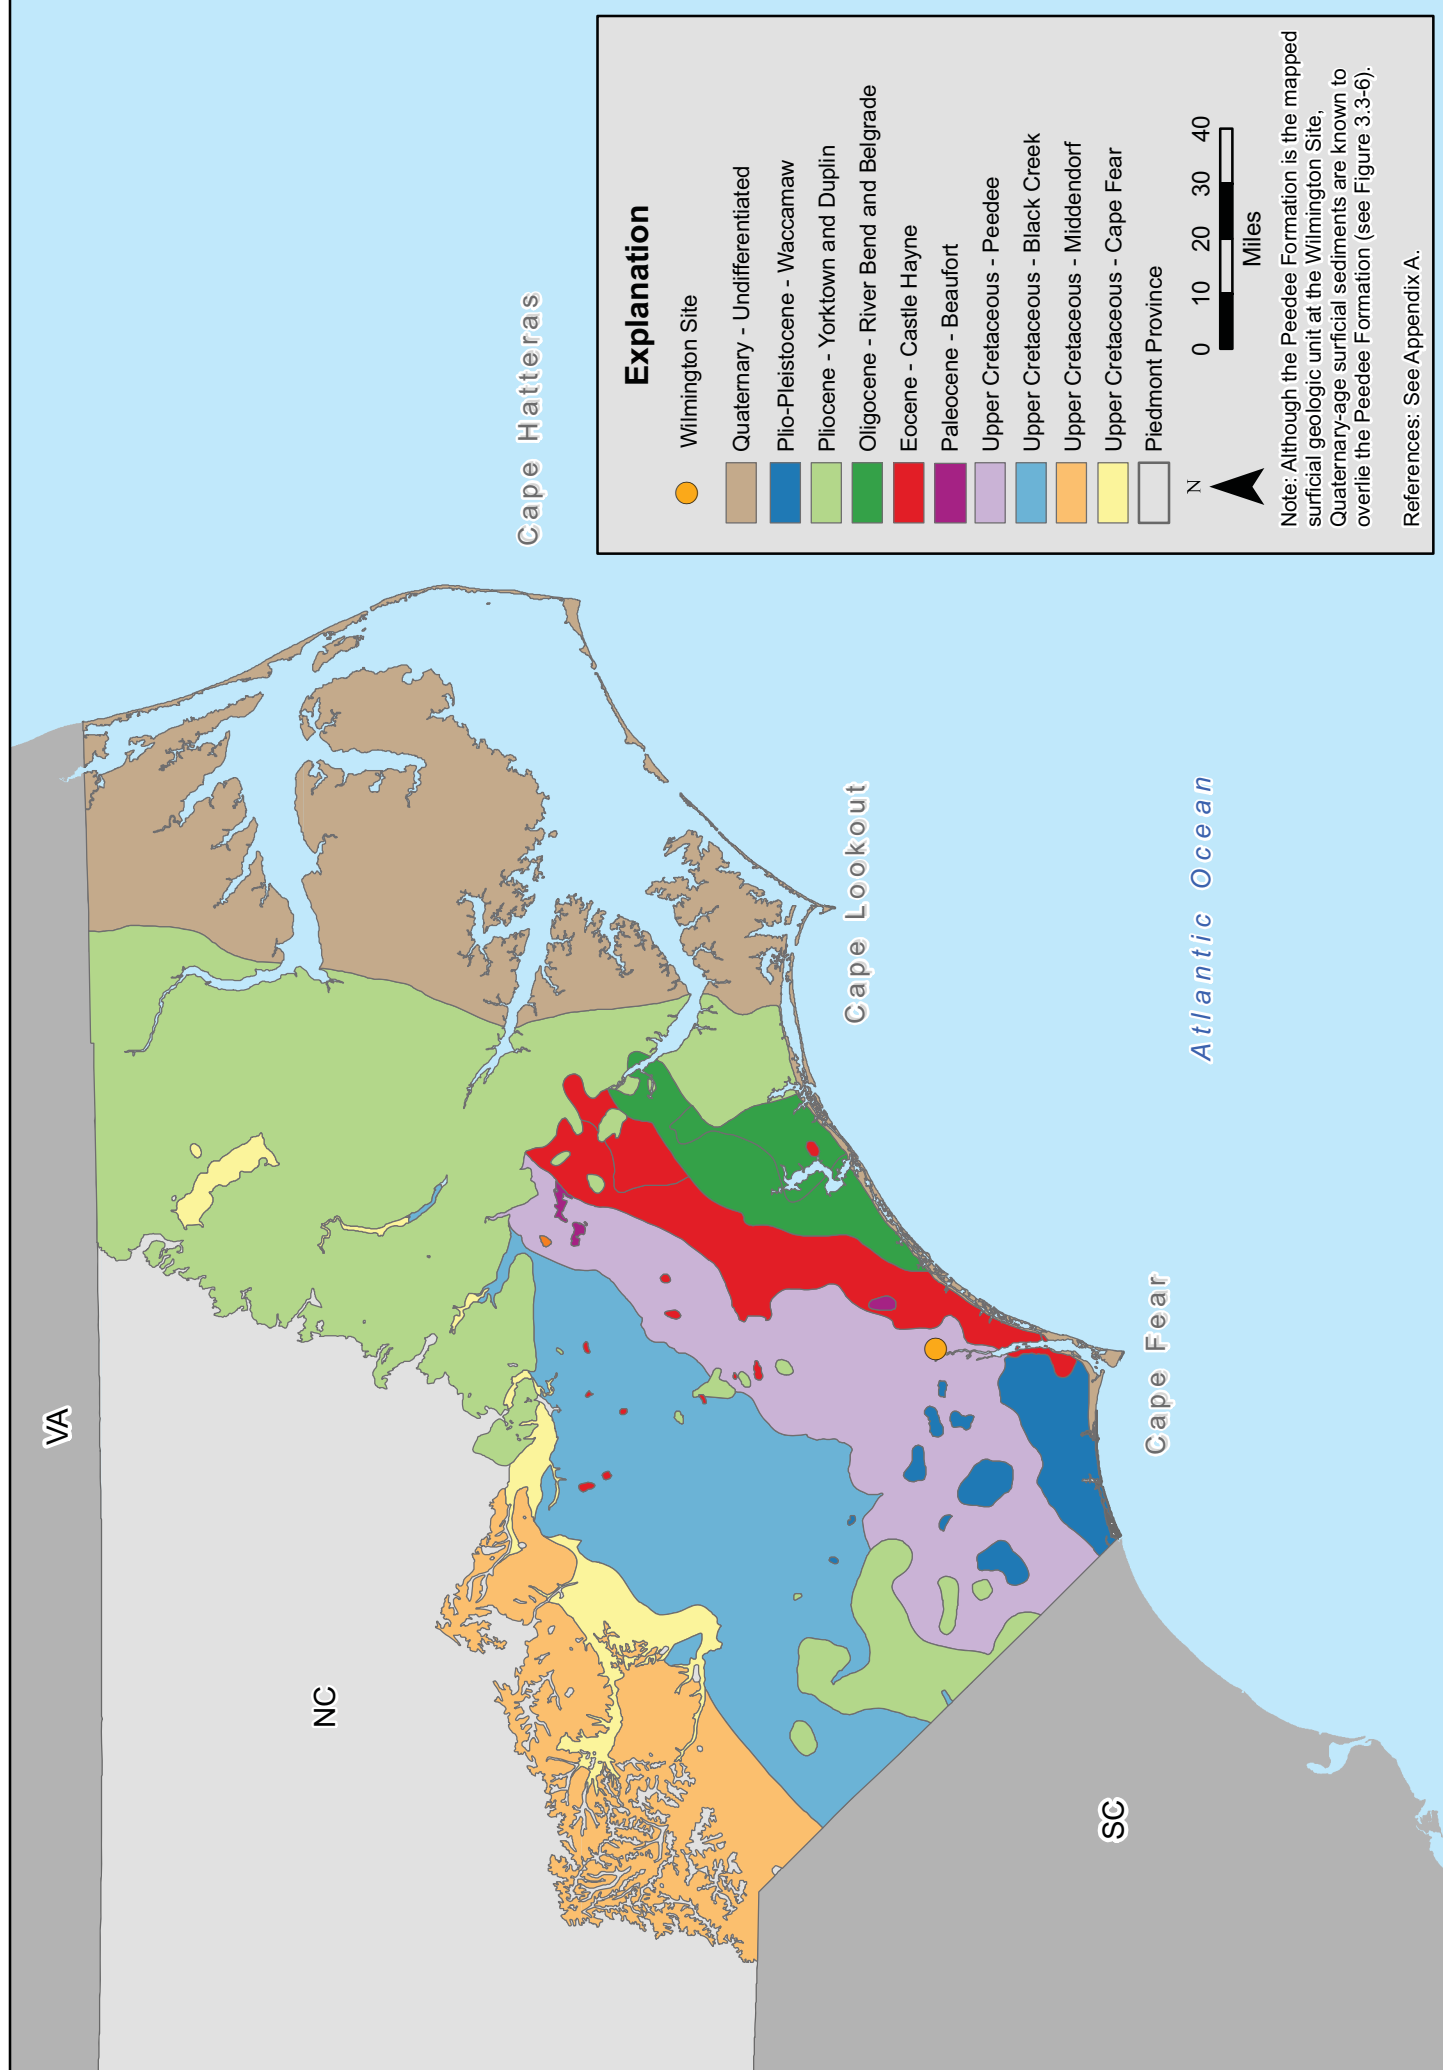 VA
NC
SC
Cape Hatteras
Cape Lookout
Cape Fear
Atlantic Ocean
Explanation
Wilmington Site
Quaternary - Undifferentiated
Plio-Pleistocene - Waccamaw
Pliocene - Yorktown and Duplin
Oligocene - River Bend and Belgrade
Eocene - Castle Hayne
Paleocene - Beaufort
Upper Cretaceous - Peedee
Upper Cretaceous - Black Creek
Upper Cretaceous - Middendorf
Upper Cretaceous - Cape Fear
Piedmont Province
N
0 10 20 30 40
Miles
Note: Although the Peedee Formation is the mapped
surficial geologic unit at the Wilmington Site,
Quaternary-age surficial sediments are known to
overlie the Peedee Formation (see Figure 3.3-6).
References: See Appendix A.